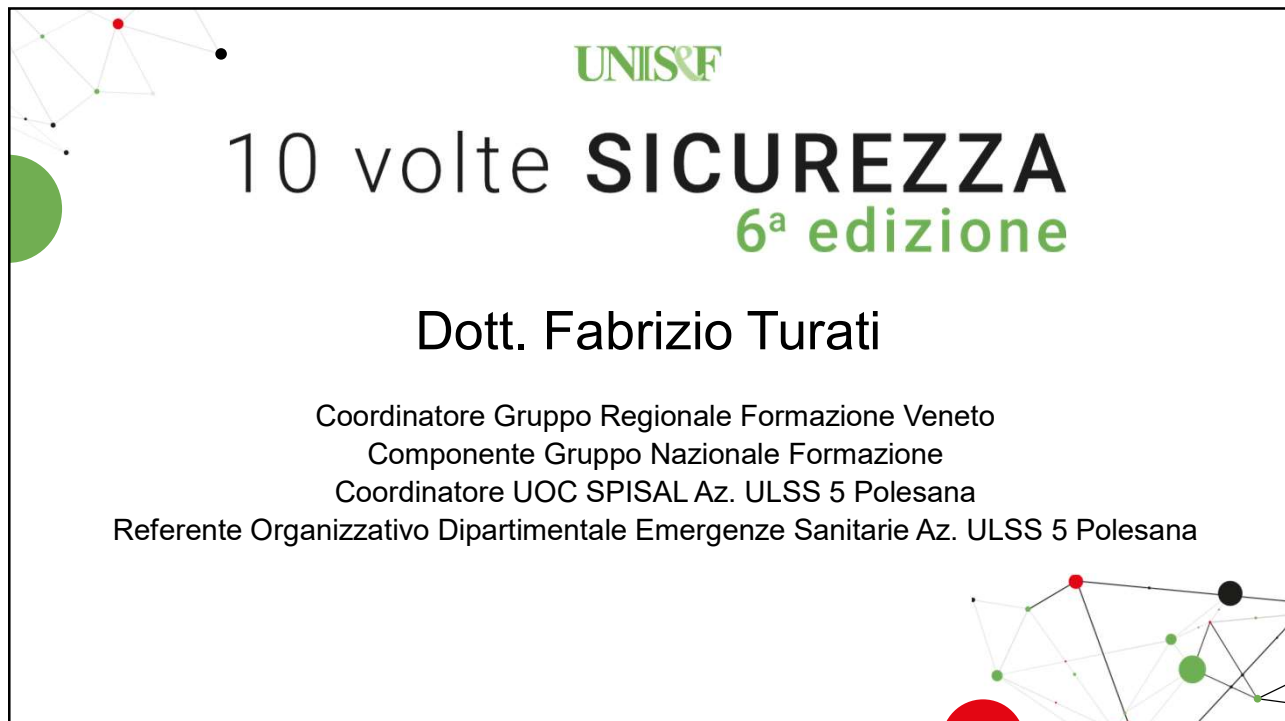 UNIS&F
10 volte SICUREZZA
6ª edizione
Dott. Fabrizio Turati
Coordinatore Gruppo Regionale Formazione Veneto
Componente Gruppo Nazionale Formazione
Coordinatore UOC SPISAL Az. ULSS 5 Polesana
Referente Organizzativo Dipartimentale Emergenze Sanitarie Az. ULSS 5 Polesana